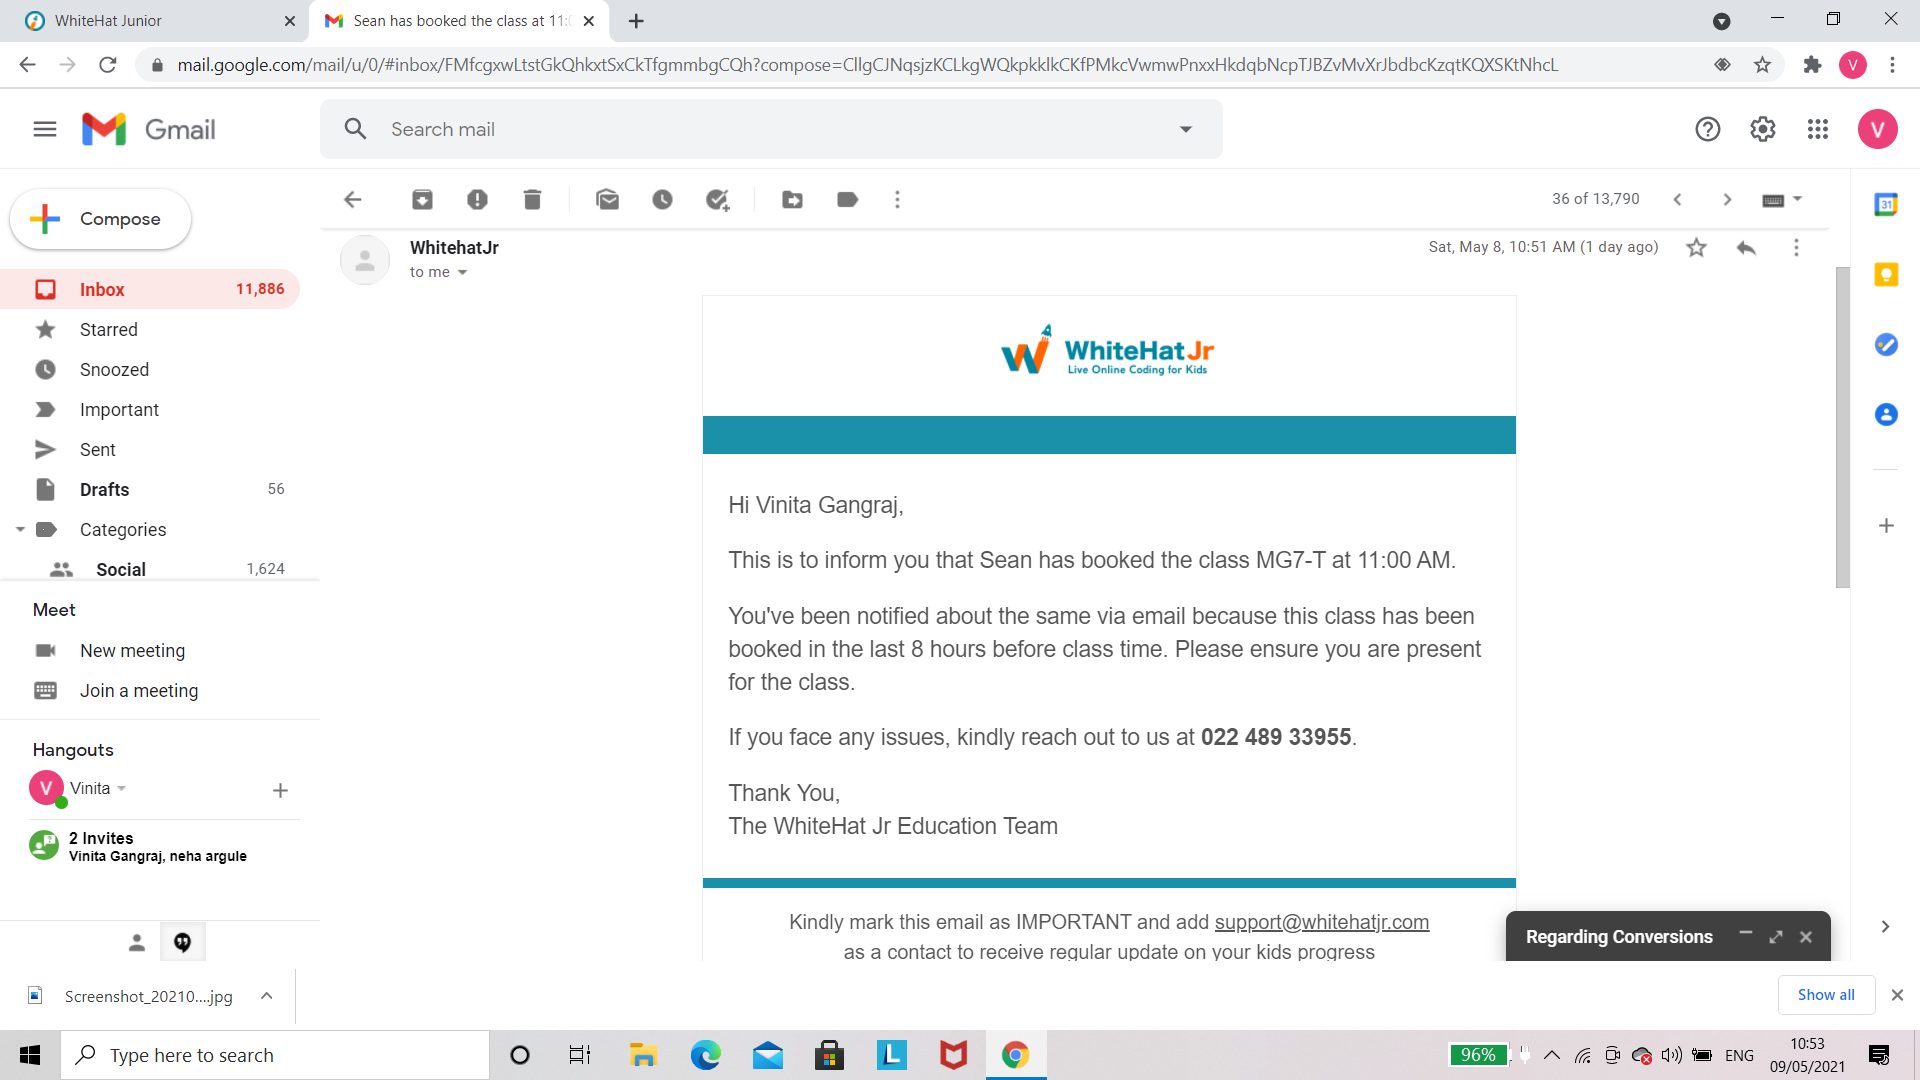 WhiteHat Junior
Sean has booked the class at 11:0
mail.google.com/mail/u/0/#inbox/FMfcgxwLtstGkQhkxtSxCkTfgmmbgCQh?compose=CllgCJNqsjzKCLkgWQkpkklkCKfPMkcVwmwPnxxHkdqbNcpTJBZvMvXrJbdbcKzqtKQXSKtNhcL
V
Gmail
Search mail
V
Compose
36 of 13,790
31
WhitehatJr
Sat, May 8, 10:51 AM (1 day ago)
to me
Inbox 11,886
Starred
Snoozed
Important
Sent
Drafts 56
Categories
Social 1,624
Meet
New meeting
Join a meeting
Hangouts
V Vinita
2 Invites
Vinita Gangraj, neha argule
WhiteHat Jr
Live Online Coding for Kids
Hi Vinita Gangraj,
This is to inform you that Sean has booked the class MG7-T at 11:00 AM.
You've been notified about the same via email because this class has been
booked in the last 8 hours before class time. Please ensure you are present
for the class.
If you face any issues, kindly reach out to us at 022 489 33955.
Thank You,
The WhiteHat Jr Education Team
Kindly mark this email as IMPORTANT and add support@whitehatjr.com
as a contact to receive regular update on your kids progress
Regarding Conversions
Screenshot_20210....jpg
Show all
Type here to search
L
96%
ENG
10:53
09/05/2021